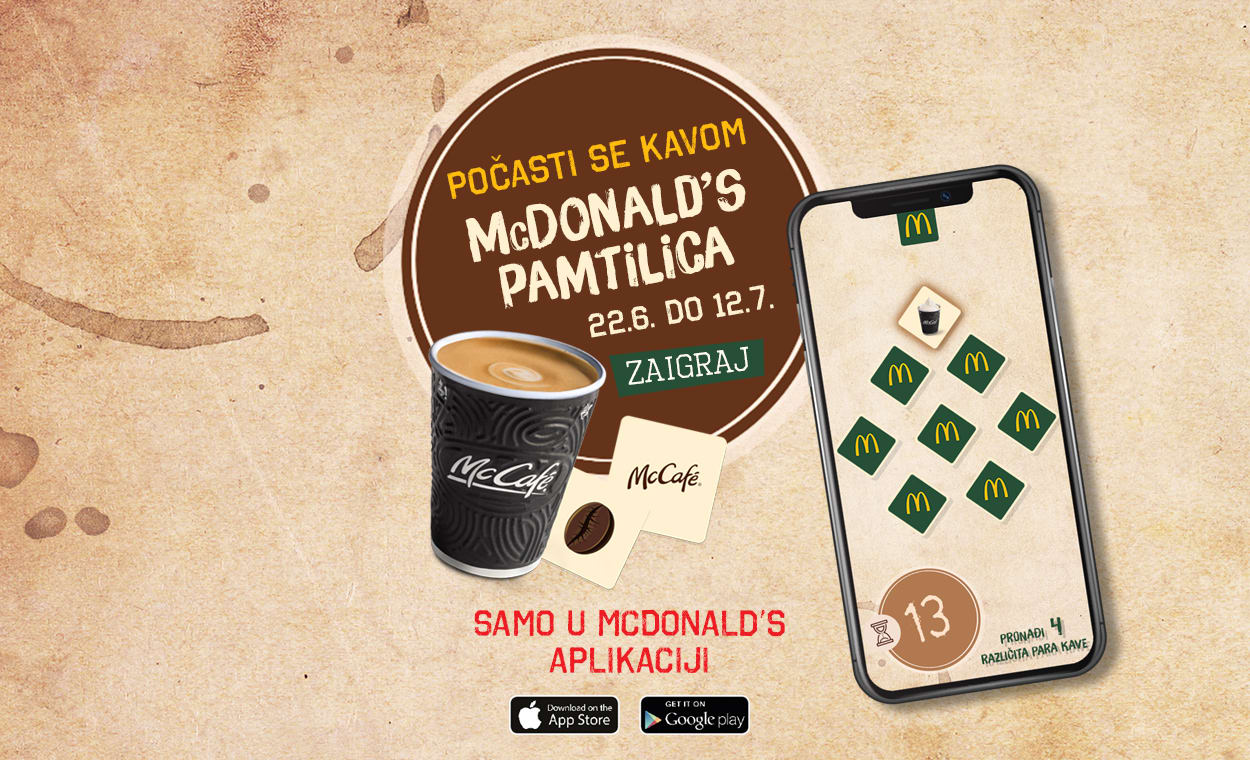 POČASTI SE KAVOM
McDONALD'S
PAMTiLiCA
22.6. DO 12.7.
ZAIGRAJ
McCafé®
McCafé®
McCafé
13
PRONAĐI 4
RAZLIČITA PARA KAVE
SAMO U MCDONALD'S
APLIKACIJI
Download on the
App Store
GET IT ON
Google play